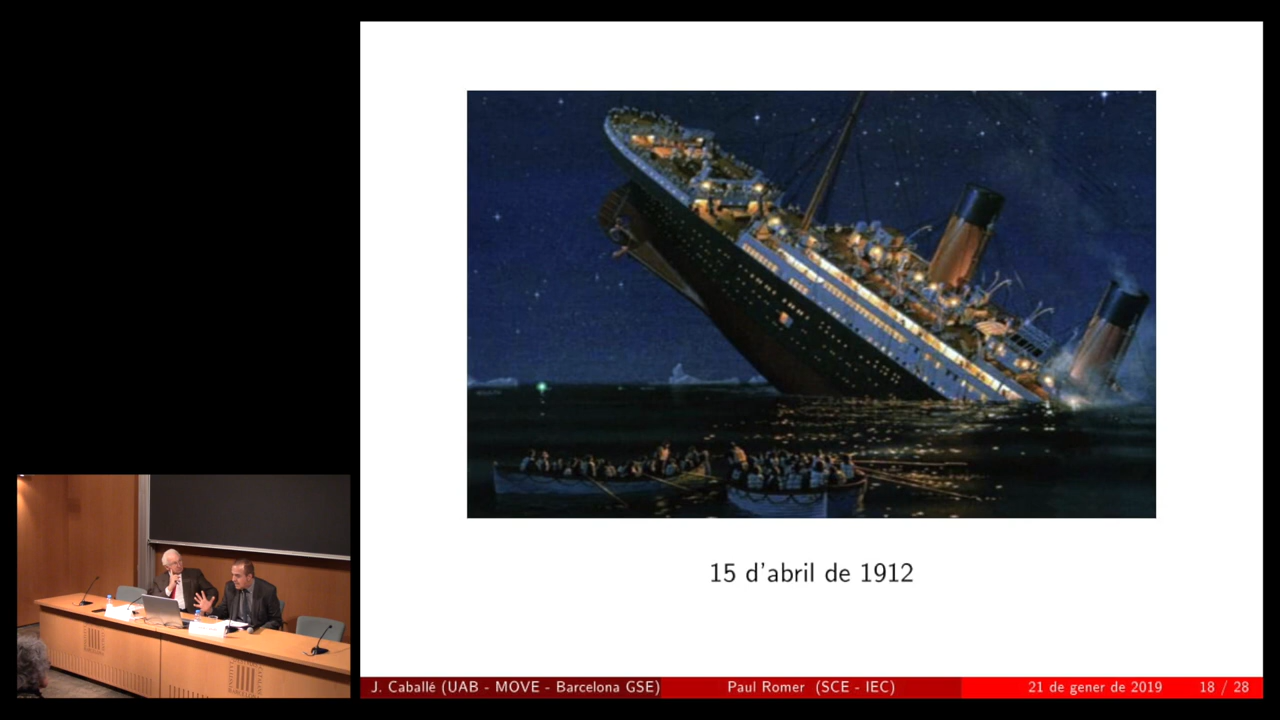 15 d'abril de 1912
J. Caballé (UAB - MOVE - Barcelona GSE) Paul Romer (SCE - IEC) 21 de gener de 2019 18 / 28